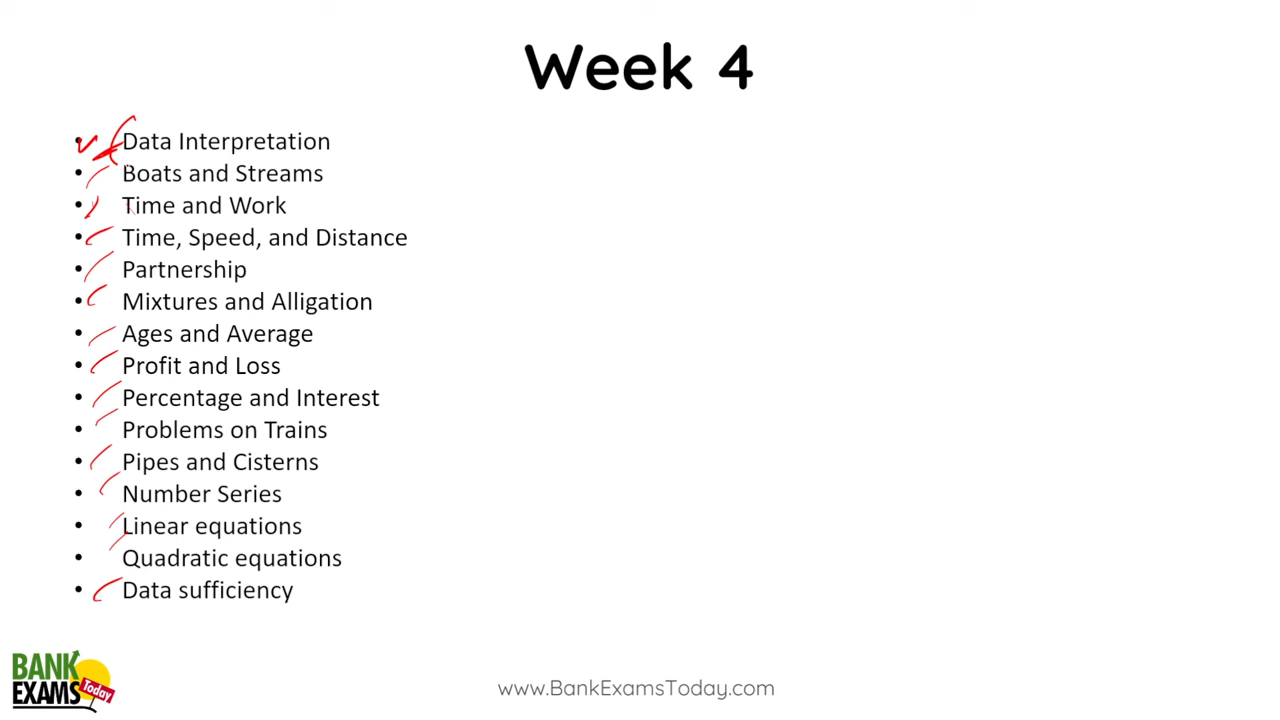 Week 4
• Data Interpretation
• Boats and Streams
• Time and Work
• Time, Speed, and Distance
• Partnership
• Mixtures and Alligation
• Ages and Average
• Profit and Loss
• Percentage and Interest
• Problems on Trains
• Pipes and Cisterns
• Number Series
• Linear equations
• Quadratic equations
• Data sufficiency
BANK
EXAMS
Today
www.BankExamsToday.com